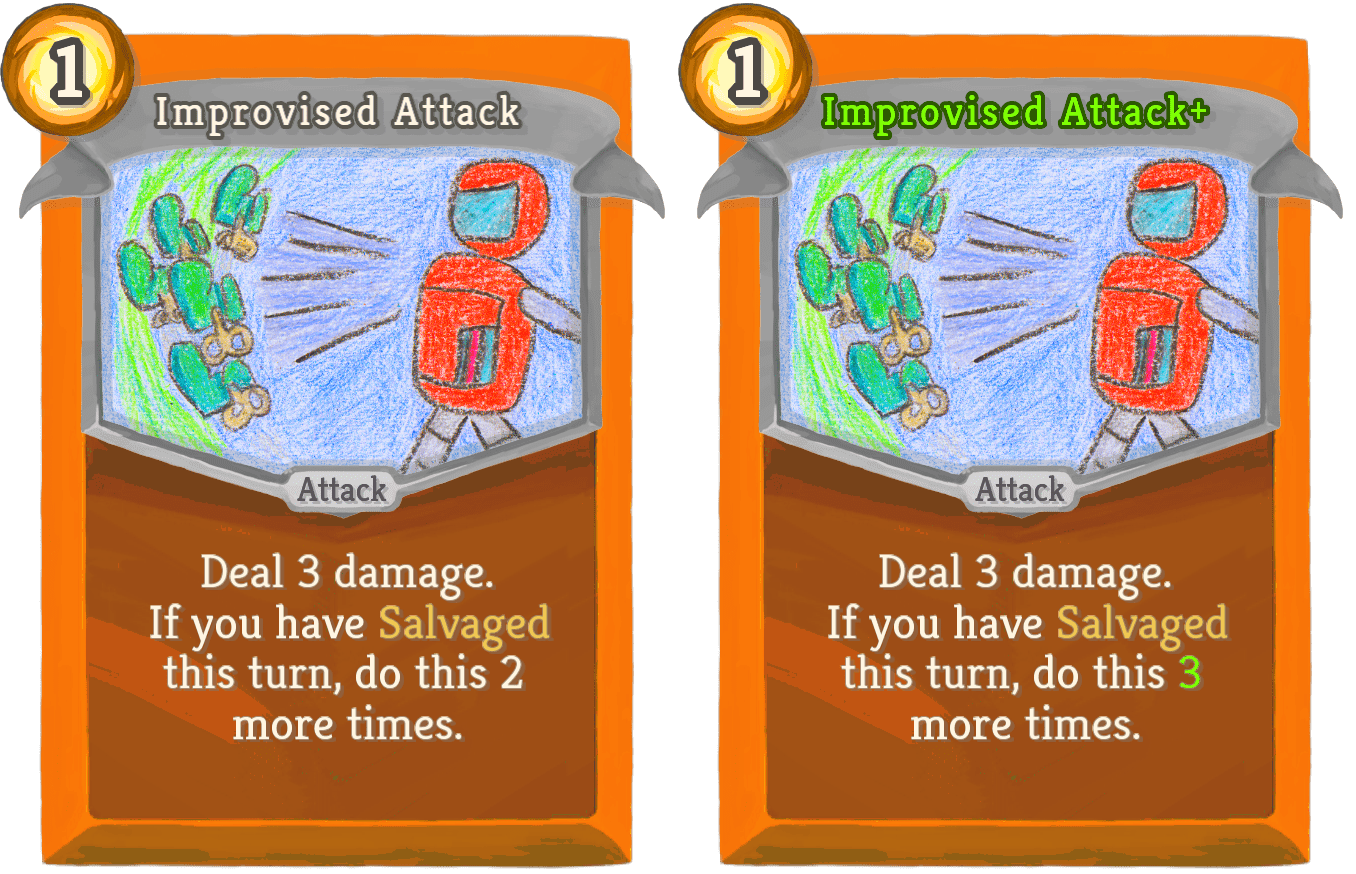 1
Improvised Attack
Attack
Deal 3 damage.
If you have Salvaged
this turn, do this 2
more times.
1
Improvised Attack+
Attack
Deal 3 damage.
If you have Salvaged
this turn, do this 3
more times.